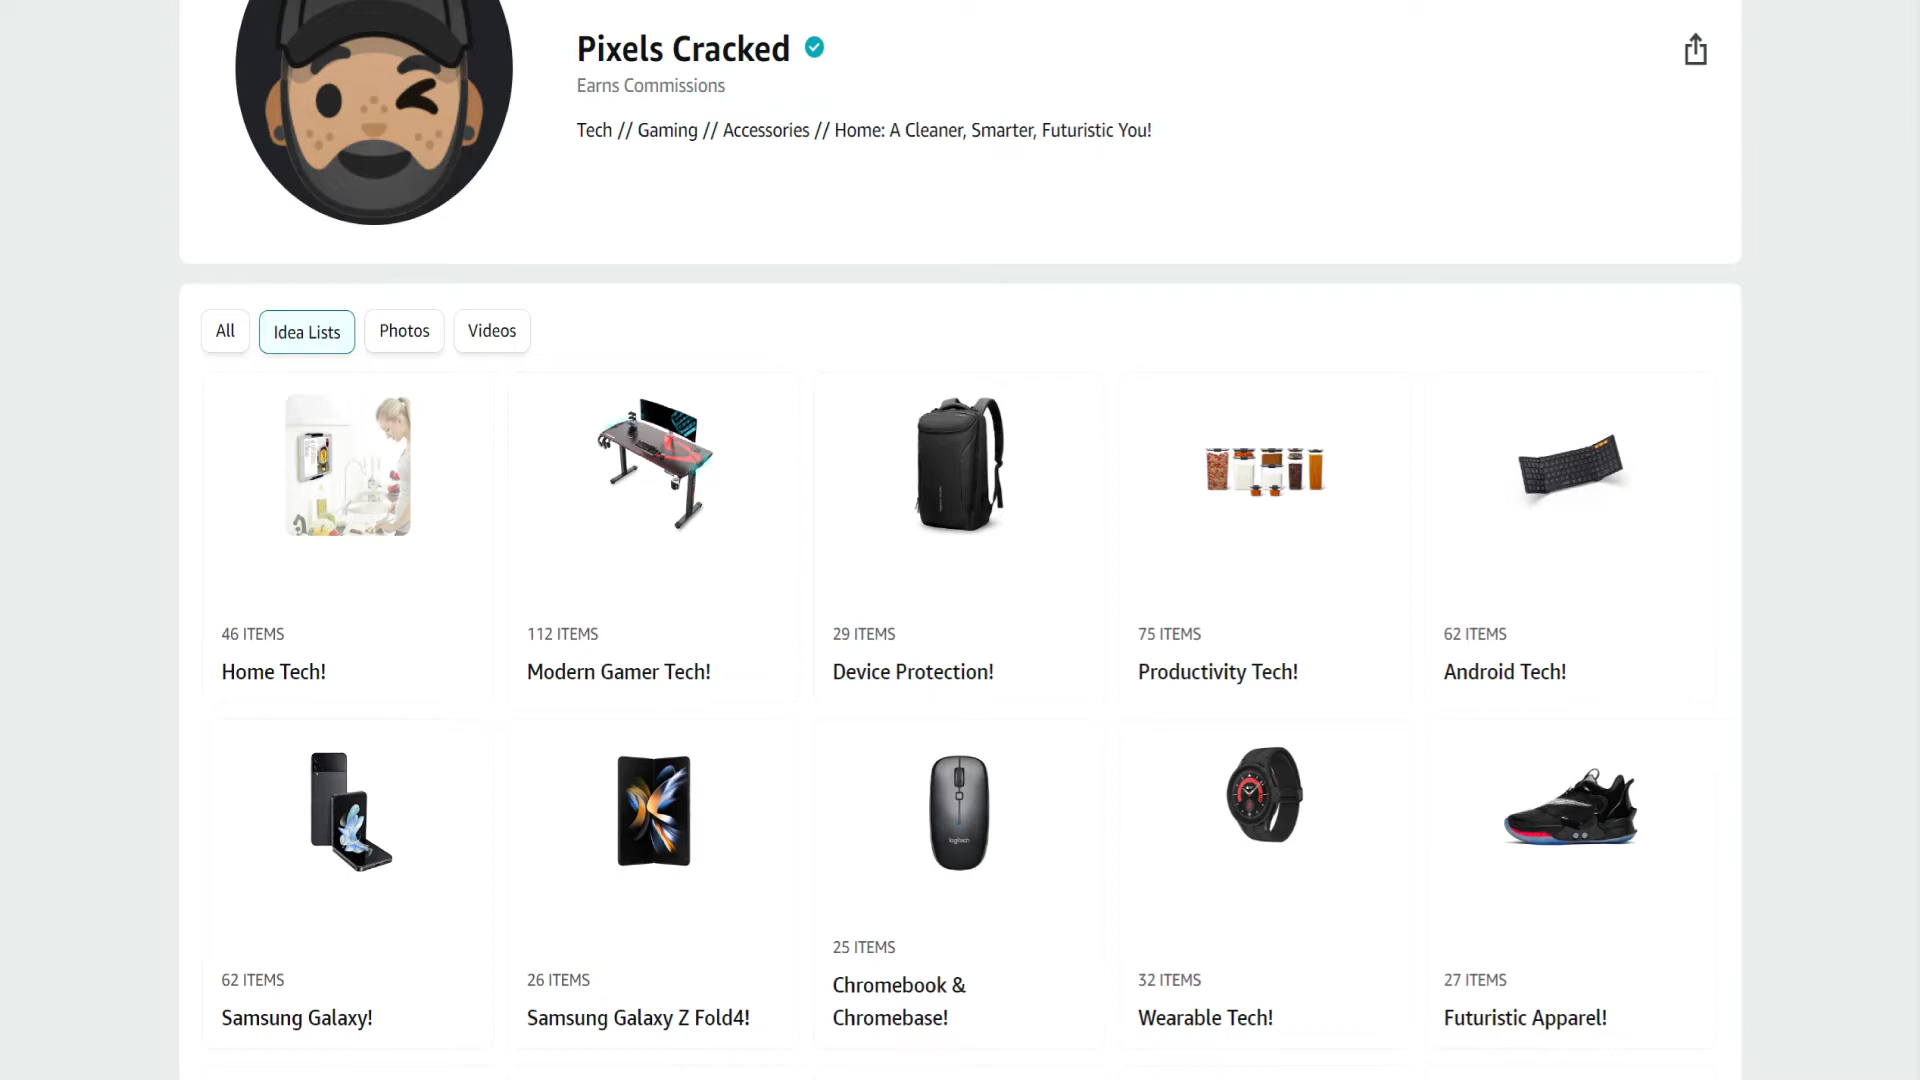 Pixels Cracked
Earns Commissions
Tech // Gaming // Accessories // Home: A Cleaner, Smarter, Futuristic You!
All
Idea Lists
Photos
Videos
46 ITEMS
Home Tech!
112 ITEMS
Modern Gamer Tech!
29 ITEMS
Device Protection!
75 ITEMS
Productivity Tech!
62 ITEMS
Android Tech!
62 ITEMS
Samsung Galaxy!
26 ITEMS
Samsung Galaxy Z Fold4!
logitech
25 ITEMS
Chromebook &
Chromebase!
32 ITEMS
Wearable Tech!
27 ITEMS
Futuristic Apparel!